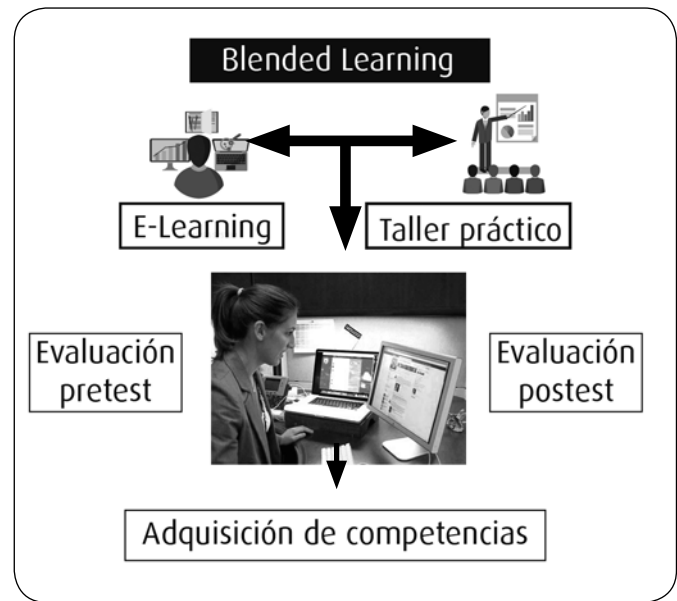 Blended Learning
E-Learning
Taller práctico
Evaluación
pretest
Evaluación
postest
Adquisición de competencias